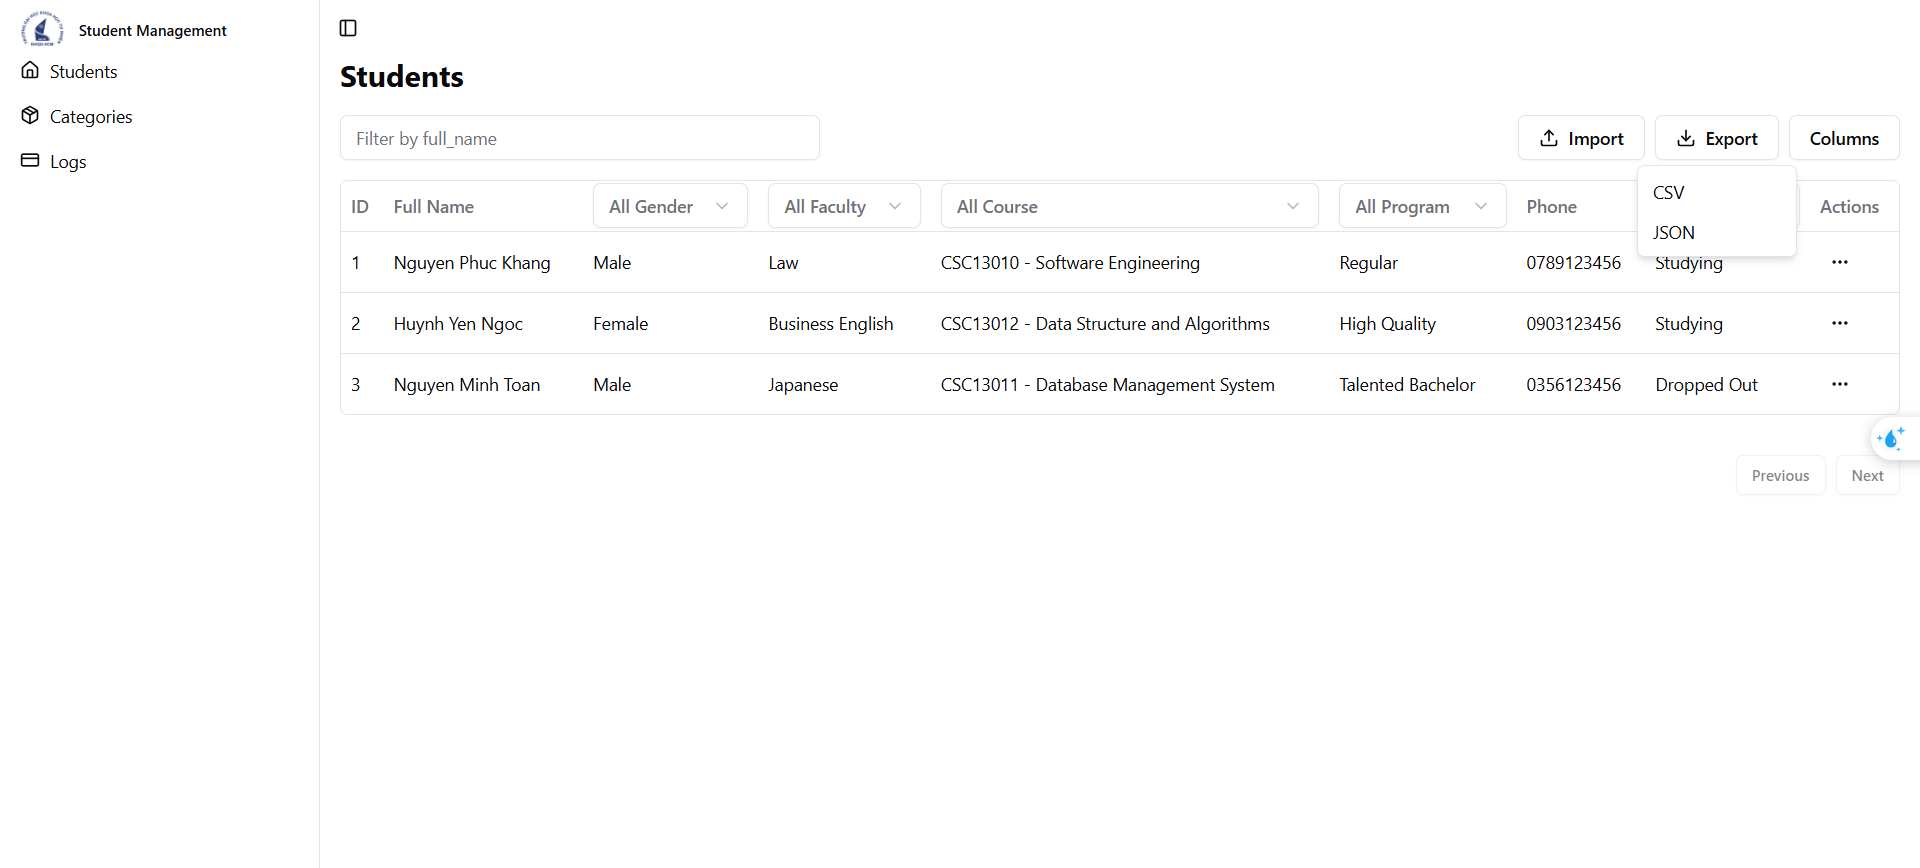 Student Management
Students
Categories
Logs
Students
Filter by full_name
Import
Export
Columns
CSV
JSON
ID Full Name All Gender All Faculty All Course All Program Phone Actions
1 Nguyen Phuc Khang Male Law CSC13010 - Software Engineering Regular 0789123456 Studying
2 Huynh Yen Ngoc Female Business English CSC13012 - Data Structure and Algorithms High Quality 0903123456 Studying
3 Nguyen Minh Toan Male Japanese CSC13011 - Database Management System Talented Bachelor 0356123456 Dropped Out
Previous Next